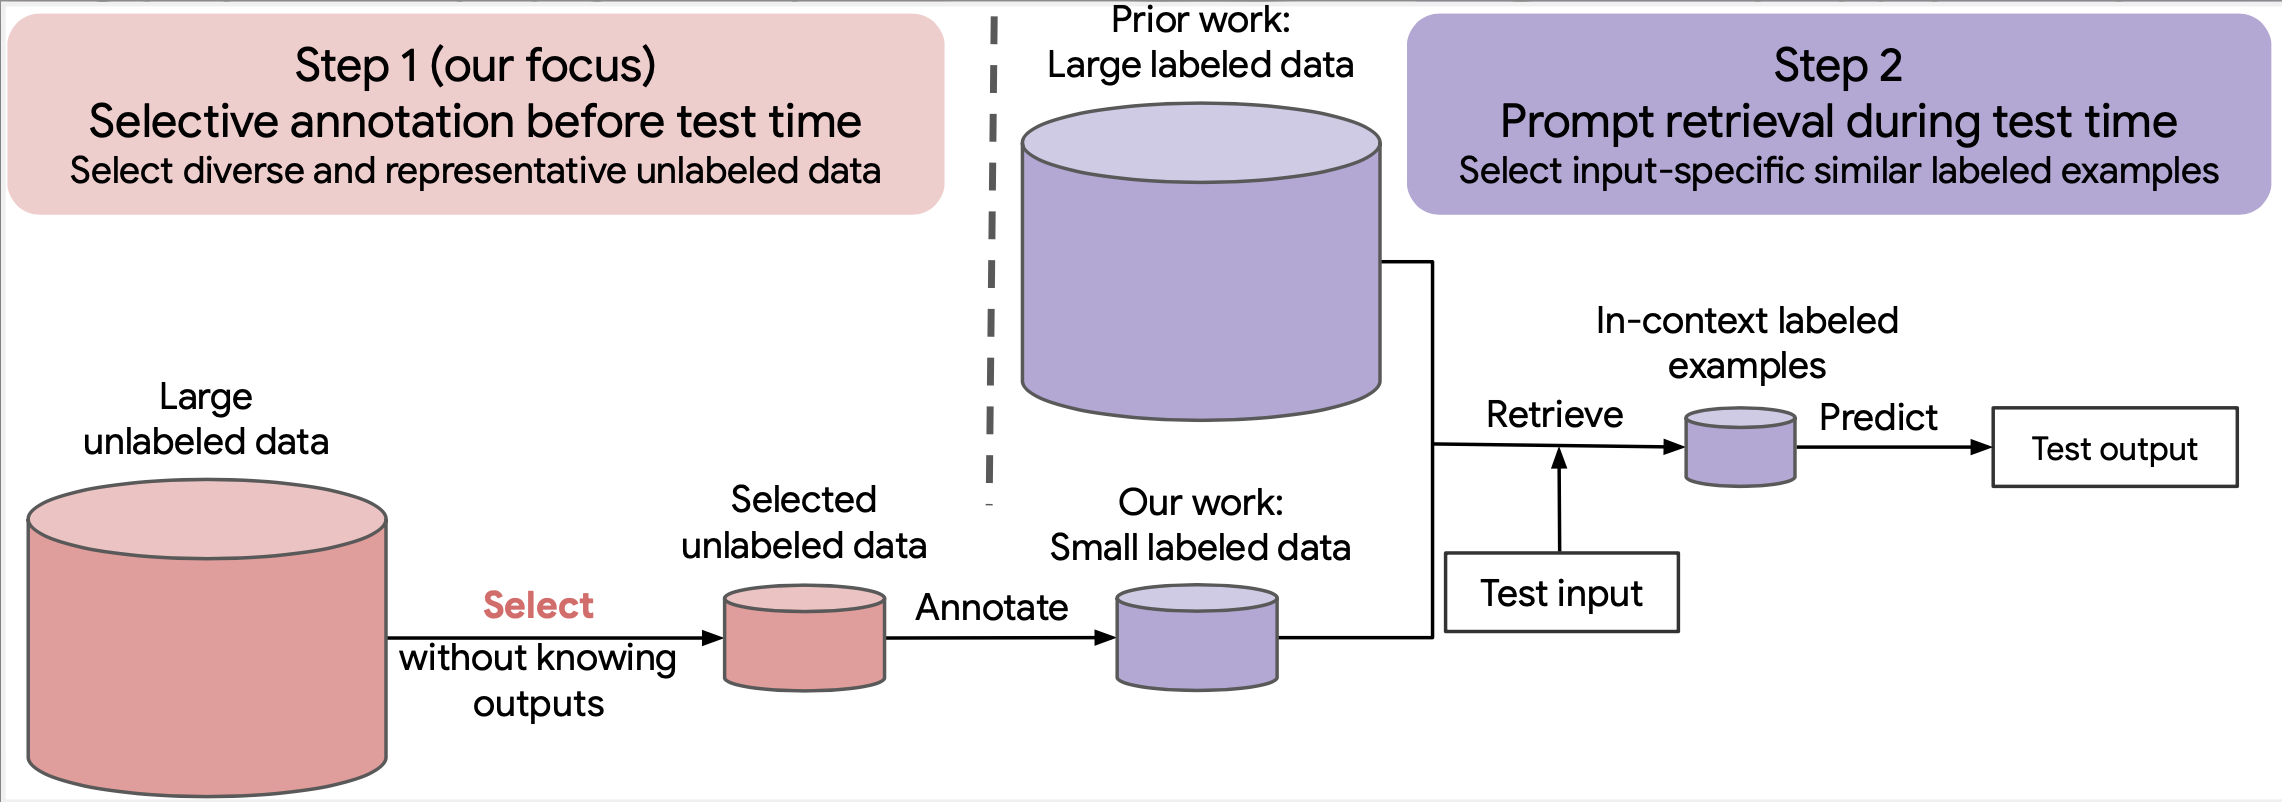 Step 1 (our focus)
Selective annotation before test time
Select diverse and representative unlabeled data
Prior work:
Large labeled data
Step 2
Prompt retrieval during test time
Select input-specific similar labeled examples
Large
unlabeled data
Select
without knowing
outputs
Selected
unlabeled data
Annotate
Our work:
Small labeled data
Retrieve
Test input
In-context labeled
examples
Predict
Test output